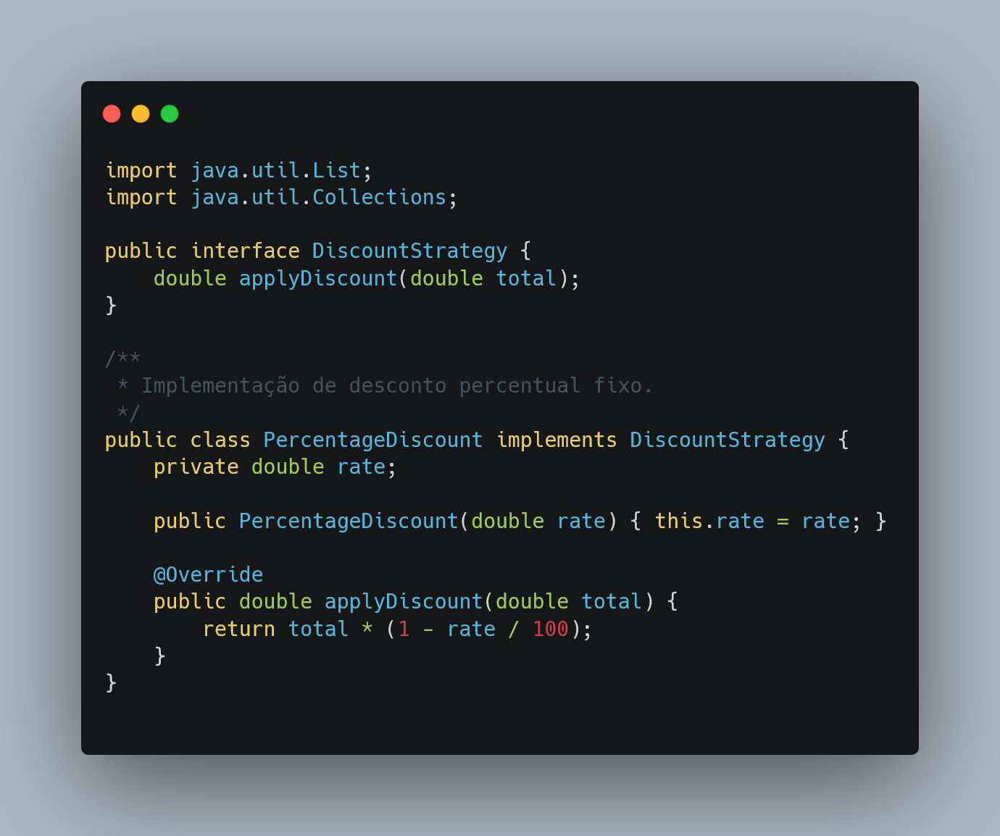 import java.util.List;
import java.util.Collections;

public interface DiscountStrategy {
    double applyDiscount(double total);
}

/**
 * Implementação de desconto percentual fixo.
 */
public class PercentageDiscount implements DiscountStrategy {
    private double rate;

    public PercentageDiscount(double rate) { this.rate = rate; }

    @Override
    public double applyDiscount(double total) {
        return total * (1 - rate / 100);
    }
}